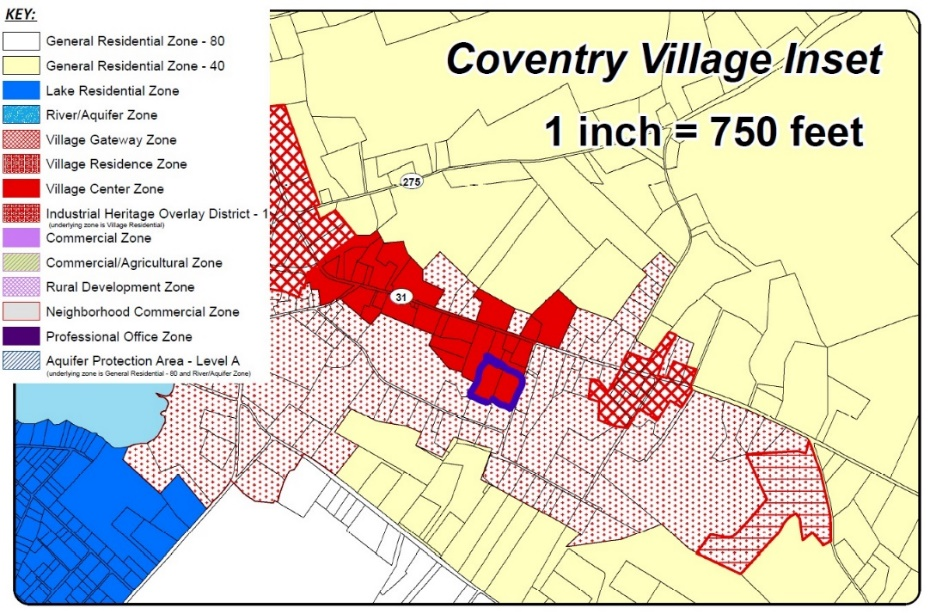 KEY:
General Residential Zone - 80
General Residential Zone - 40
Lake Residential Zone
River/Aquifer Zone
Village Gateway Zone
Village Residence Zone
Village Center Zone
Industrial Heritage Overlay District - 1
(underlying zone is Village Residential)
Commercial Zone
Commercial/Agricultural Zone
Rural Development Zone
Neighborhood Commercial Zone
Professional Office Zone
Aquifer Protection Area - Level A
(underlying zone is General Residential - 80 and River/Aquifer Zone)
Coventry Village Inset
1 inch = 750 feet
275
31